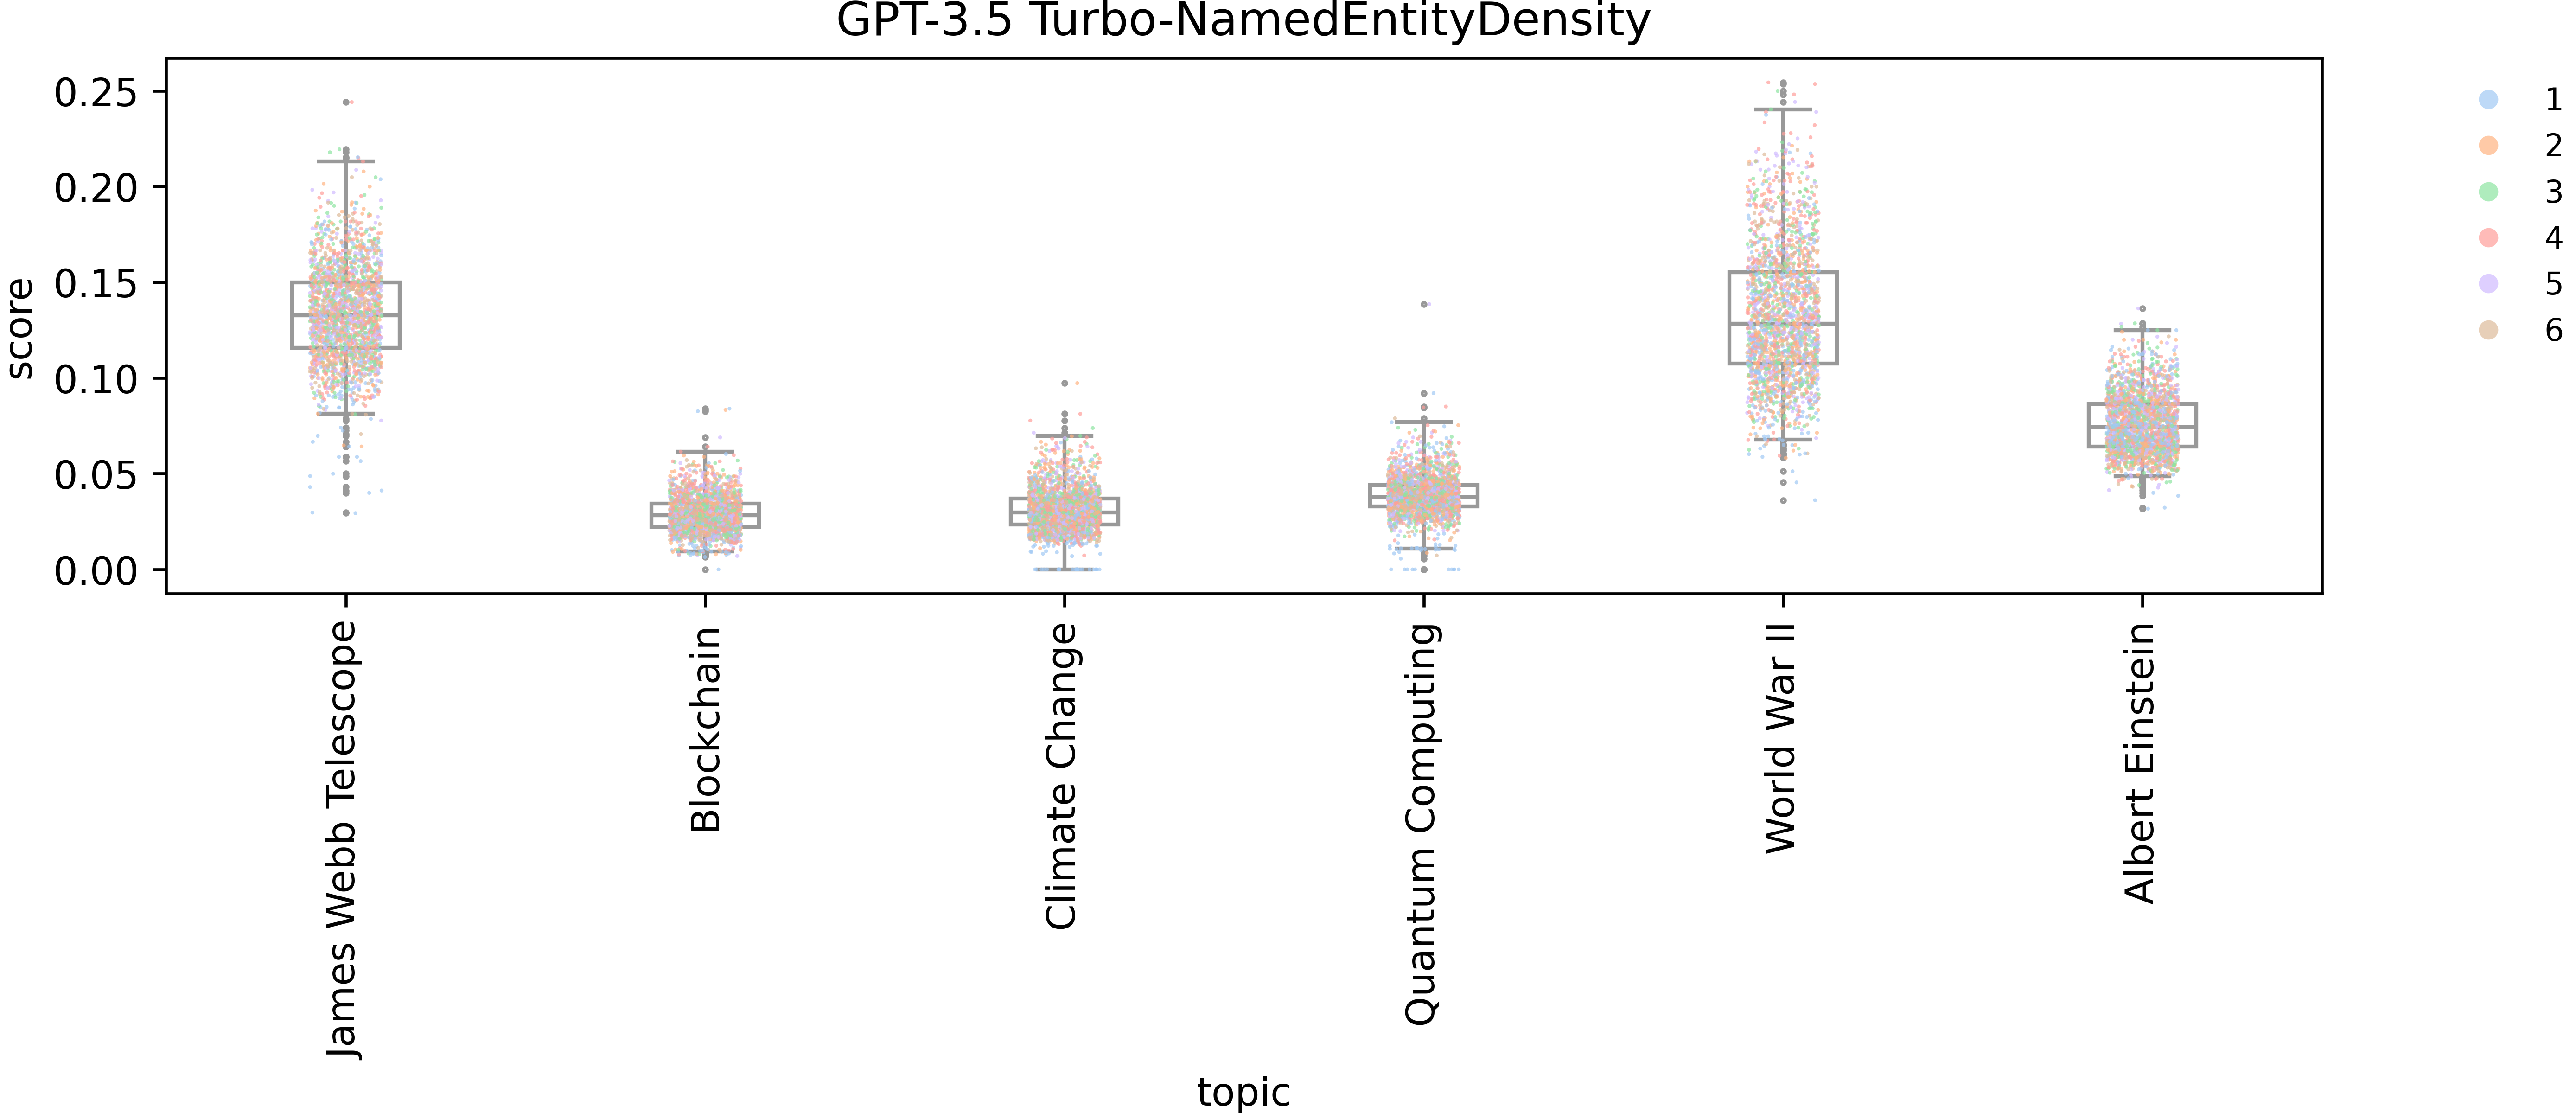 GPT-3.5 Turbo-NamedEntityDensity
score
0.25
0.20
0.15
0.10
0.05
0.00
1
2
3
4
5
6
James Webb Telescope
Blockchain
Climate Change
Quantum Computing
World War II
Albert Einstein
topic